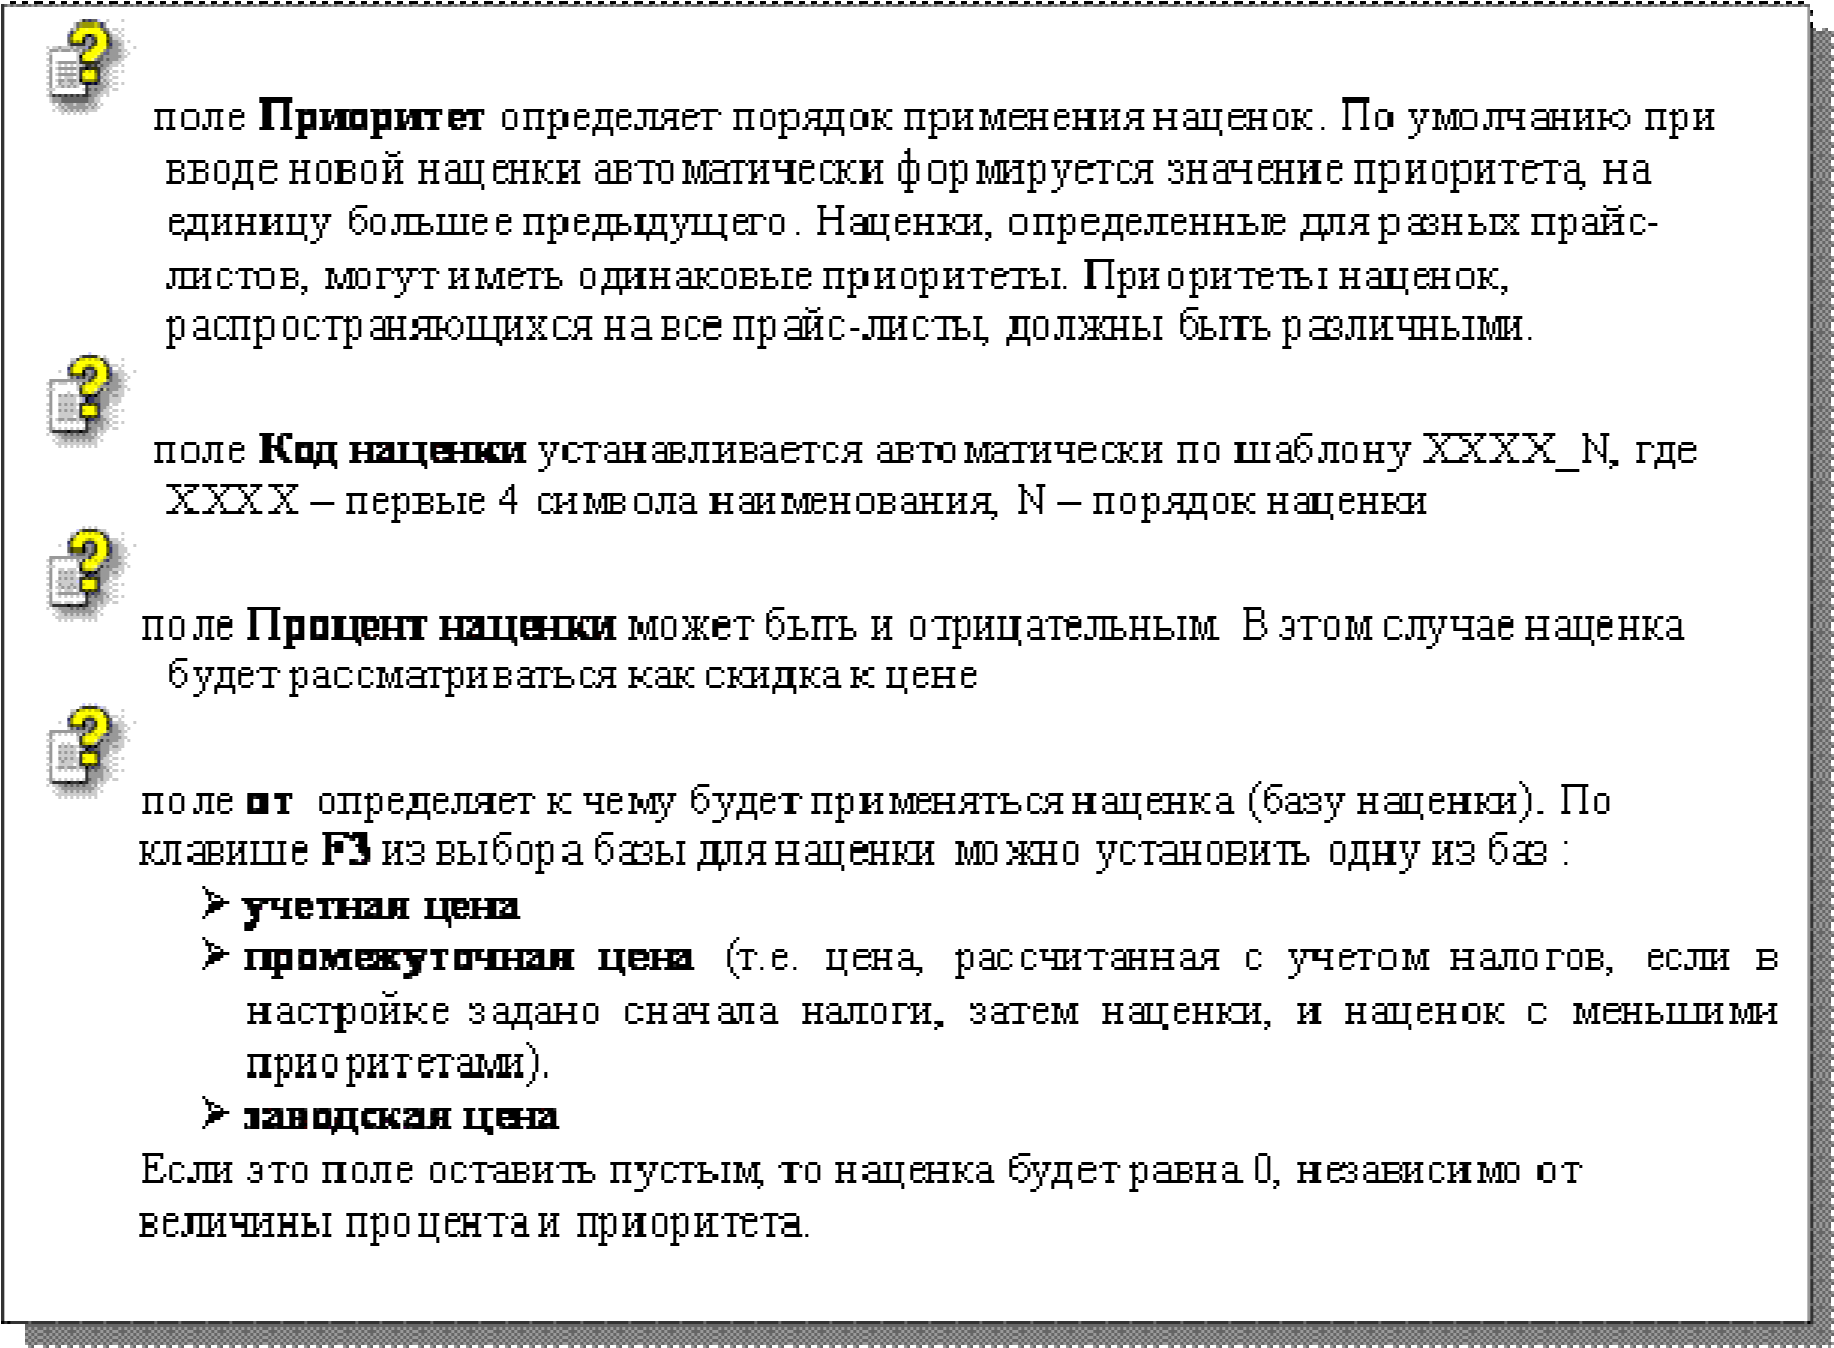 поле Приоритет определяет порядок применения наценок. По умолчанию при
вводе новой наценки автоматически формируется значение приоритета, на
единицу большее предыдущего. Наценки, определенные для разных прайс-
листов, могут иметь одинаковые приоритеты. Приоритеты наценок,
распространяющихся на все прайс-листы, должны быть различными.
поле Код наценки устанавливается автоматически по шаблону XXXX_N, где
XXXX – первые 4 символа наименования, N – порядок наценки
поле Процент наценки может быть и отрицательным. В этом случае наценка
будет рассматриваться как скидка к цене
поле от определяет к чему будет применяться наценка (базу наценки). По
клавише F3 из выбора базы для наценки можно установить одну из баз :
➢ учетная цена
➢ промежуточная цена (т.е. цена, рассчитанная с учетом налогов, если в
настройке задано сначала налоги, затем наценки, и наценок с меньшими
приоритетами).
➢ заводская цена
Если это поле оставить пустым, то наценка будет равна 0, независимо от
величины процента и приоритета.